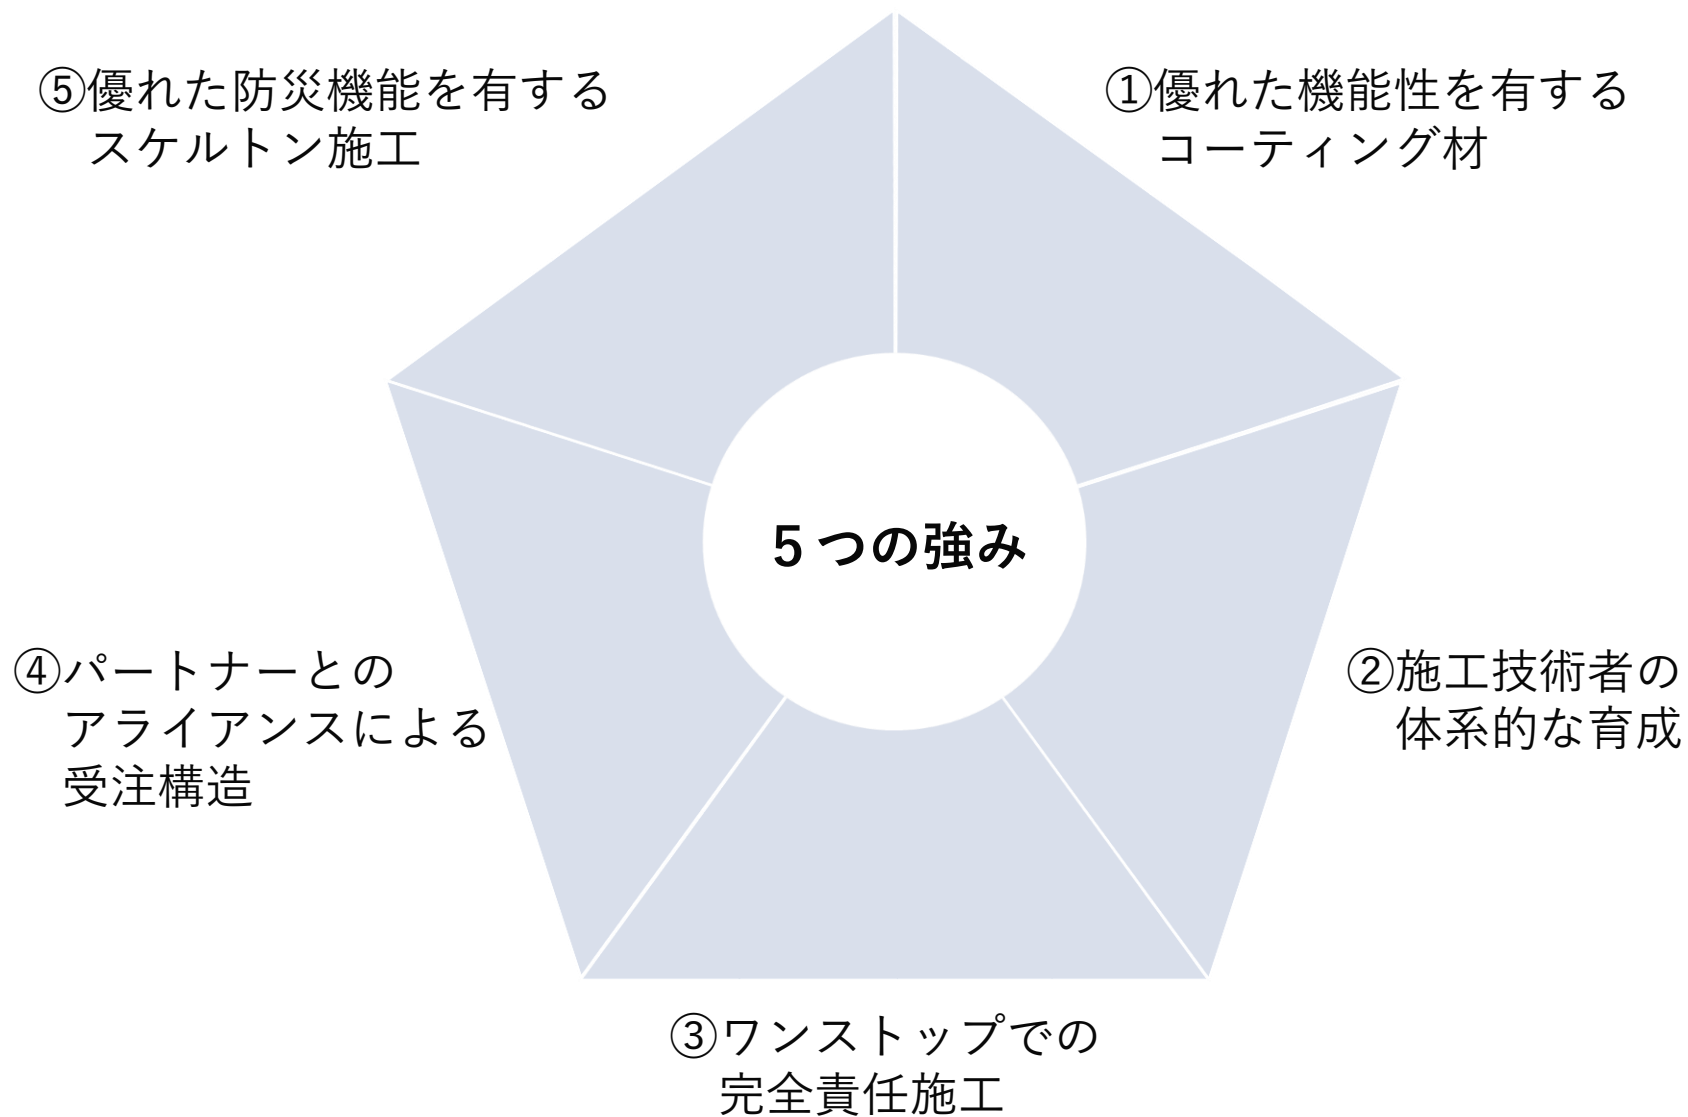 5つの強み
①優れた機能性を有する
コーティング材
②施工技術者の
体系的な育成
③ワンストップでの
完全責任施工
④パートナーとの
アライアンスによる
受注構造
⑤優れた防災機能を有する
スケルトン施工